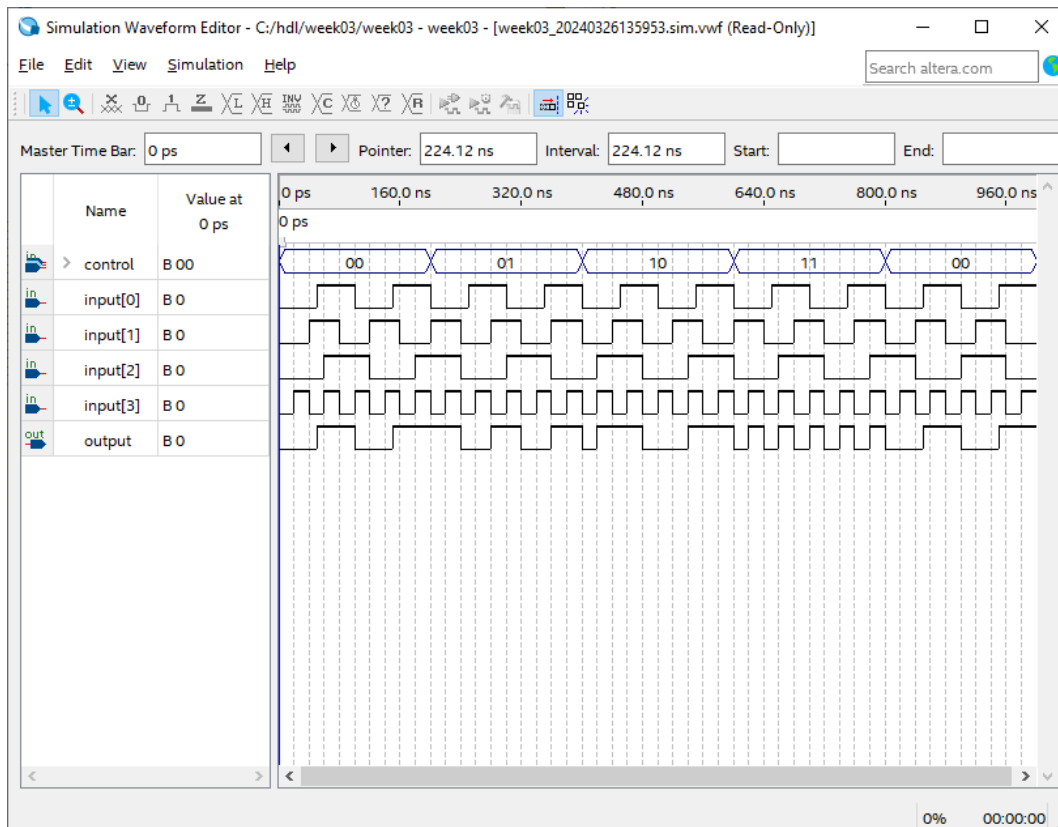 Simulation Waveform Editor - C:/hdl/week03/week03 - week03 - [week03_20240326135953.sim.vwf (Read-Only)]
File Edit View Simulation Help
Search altera.com
Master Time Bar: 0 ps Pointer: 224.12 ns Interval: 224.12 ns Start: End:
Name Value at 0 ps
0 ps 160.0 ns 320.0 ns 480.0 ns 640.0 ns 800.0 ns 960.0 ns
0 ps
control B 00 00 01 10 11 00
input[0] B 0
input[1] B 0
input[2] B 0
input[3] B 0
output B 0
0% 00:00:00